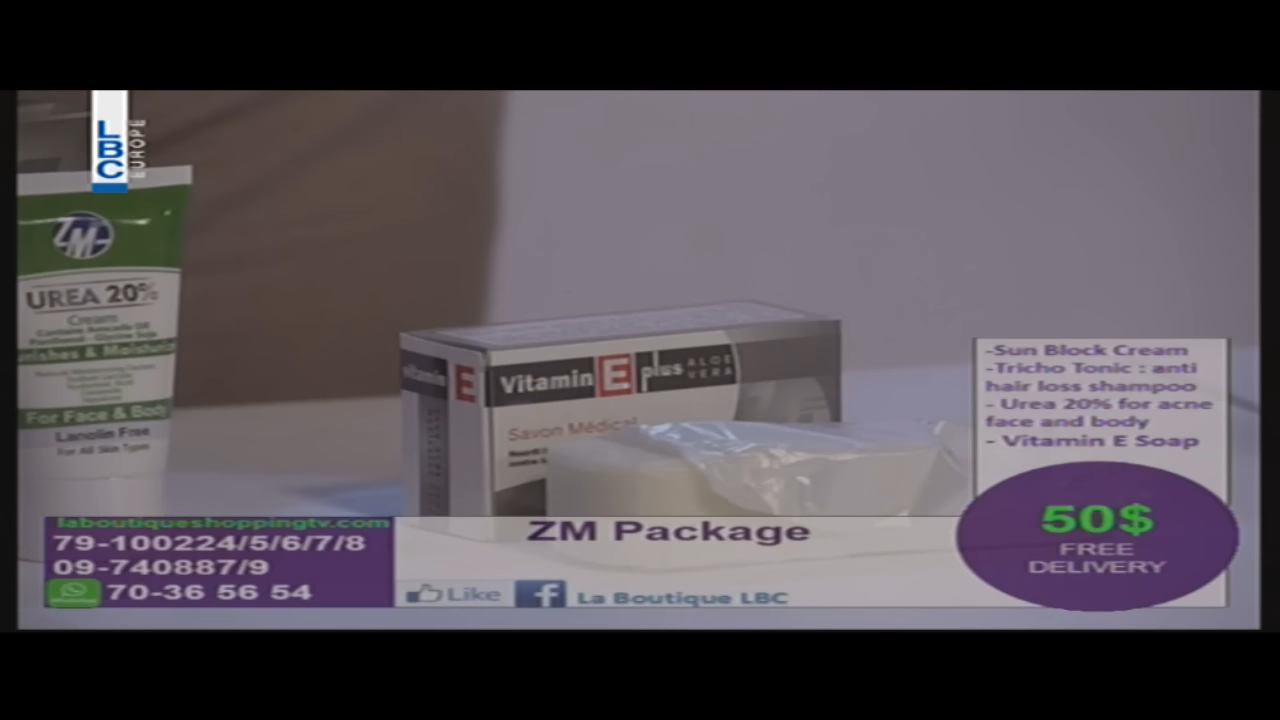 LBC
EUROPE
ZM
UREA 20%
Cream
For Face & Body
Lanolin Free
For All Skin Types
Vitamin E plus ALOE VERA
Savon Médical
-Sun Block Cream
-Tricho Tonic : anti
hair loss shampoo
- Urea 20% for acne
face and body
- Vitamin E Soap
50$
FREE
DELIVERY
laboutiqueshoppingtv.com
79-100224/5/6/7/8
09-740887/9
70-36 56 54
ZM Package
Like
f
La Boutique LBC